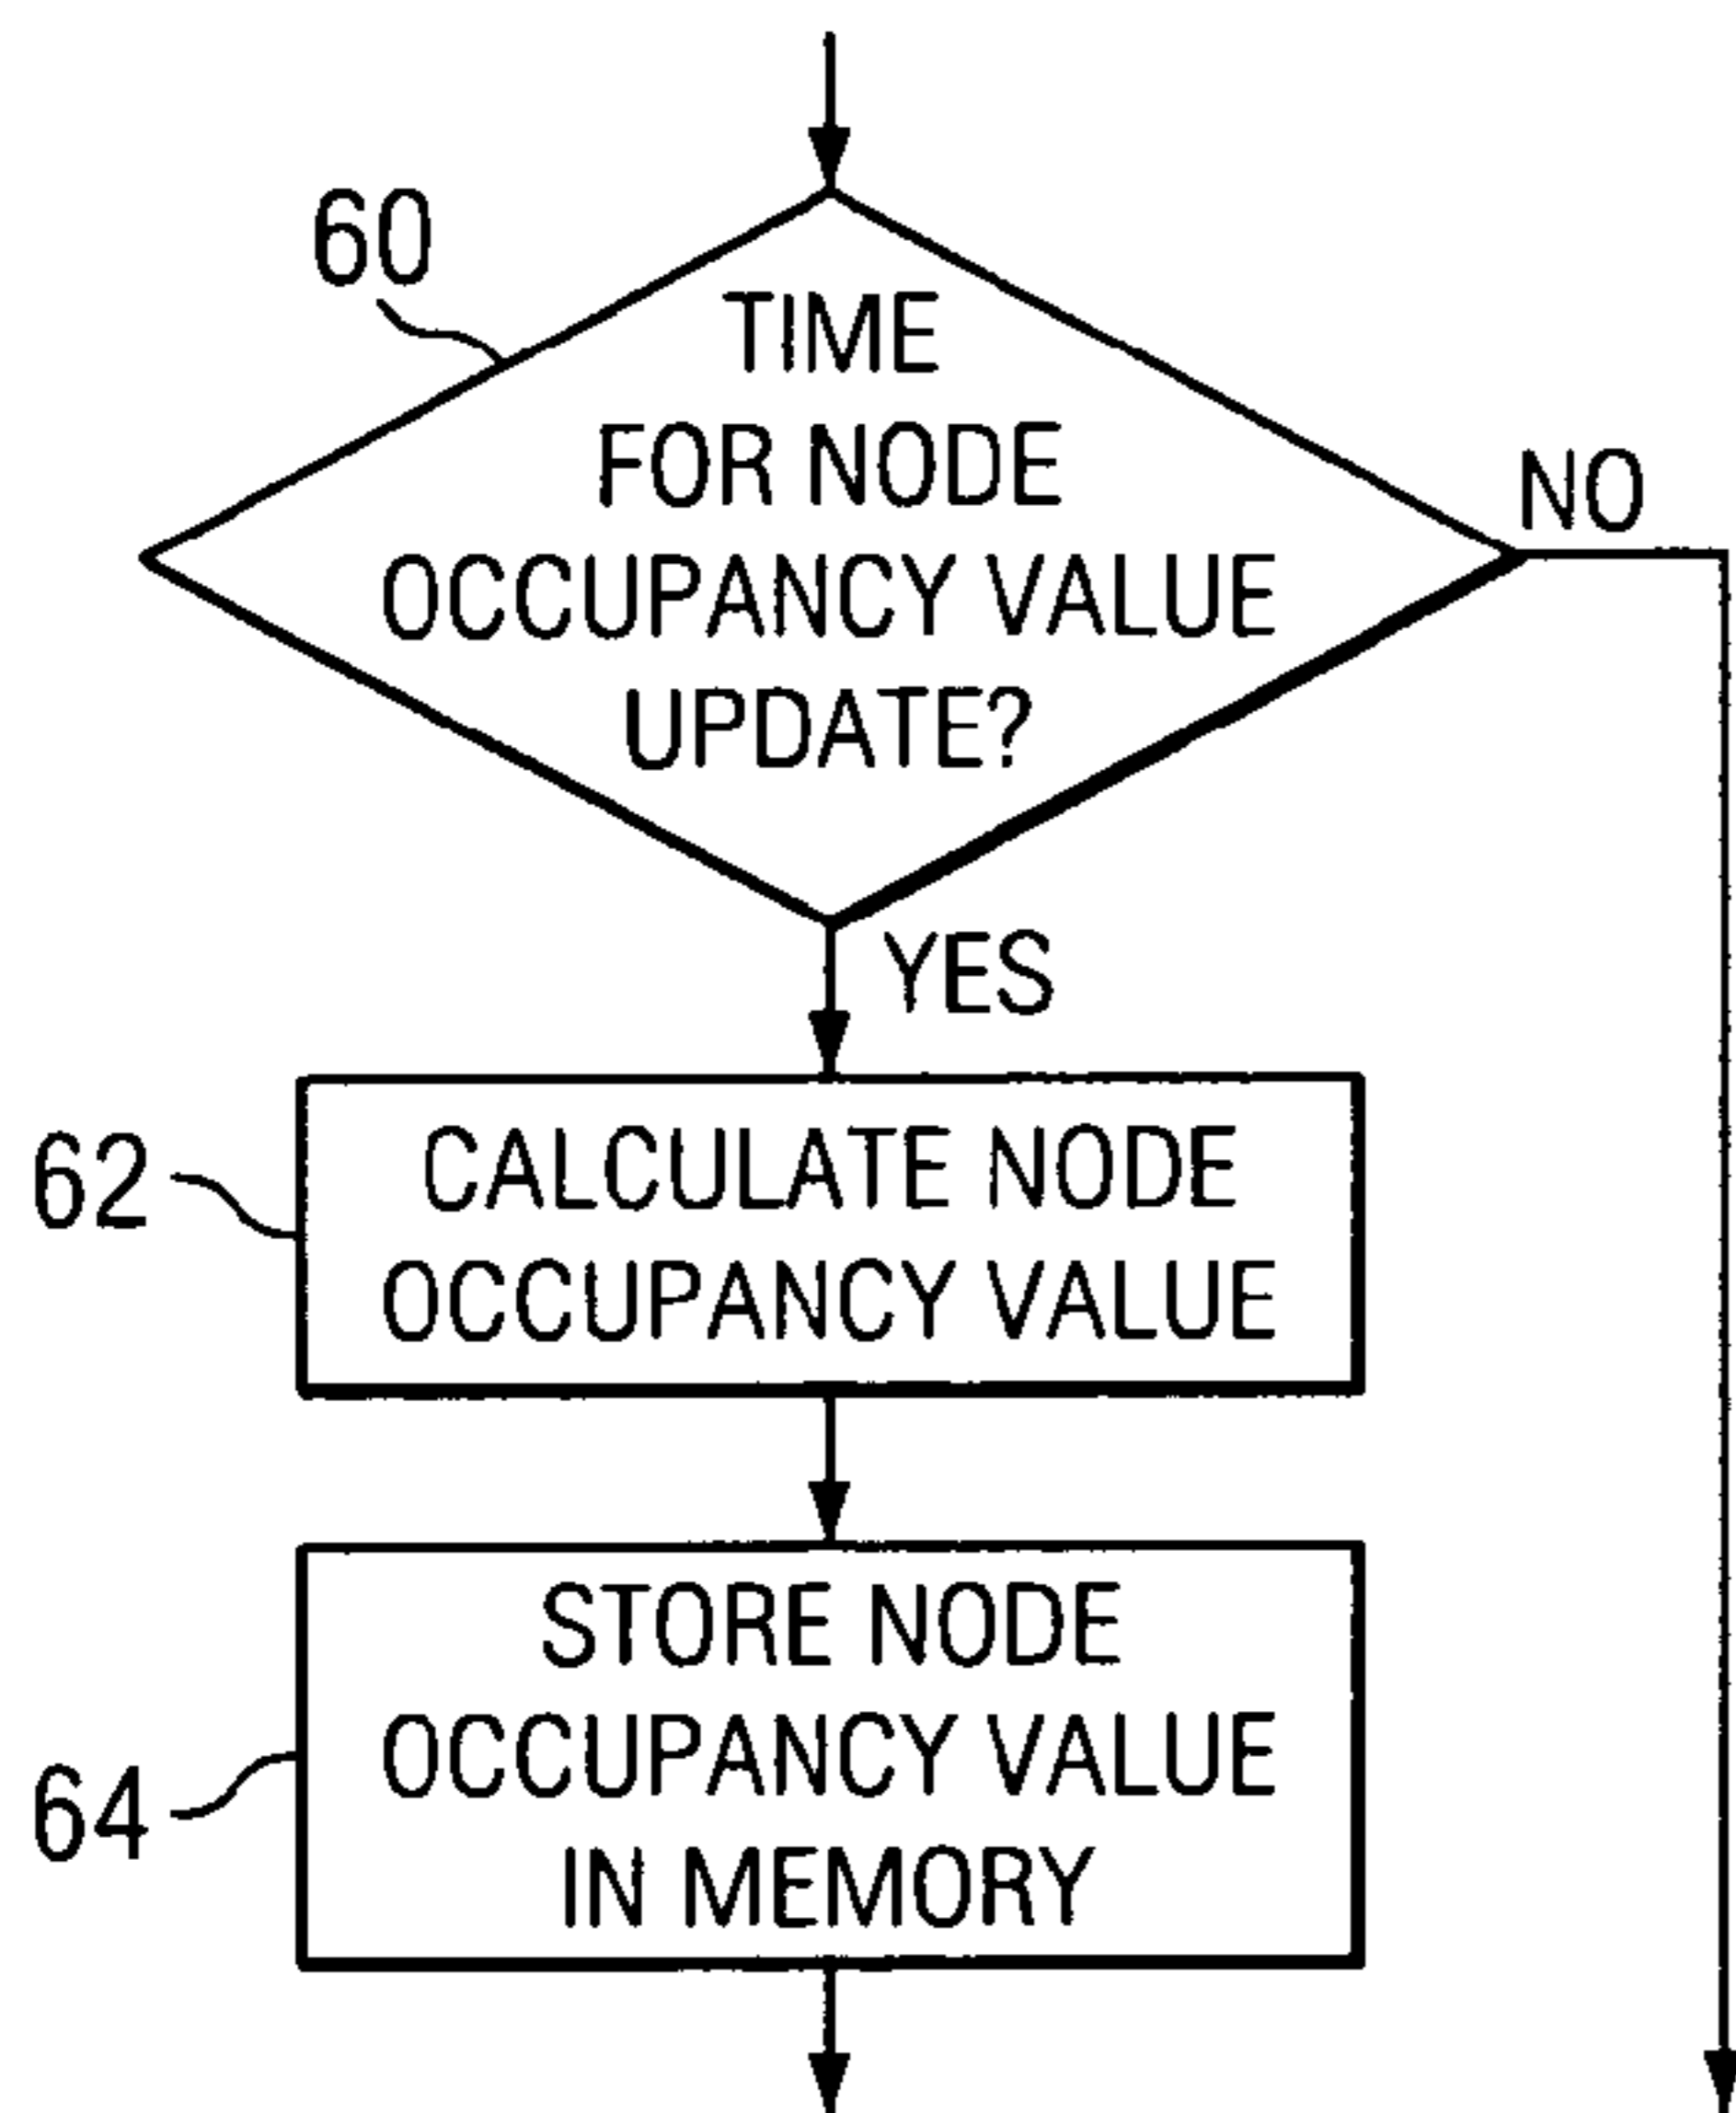 60
TIME
FOR NODE
OCCUPANCY VALUE
UPDATE?
NO
YES
62
CALCULATE NODE
OCCUPANCY VALUE
STORE NODE
OCCUPANCY VALUE
IN MEMORY
64